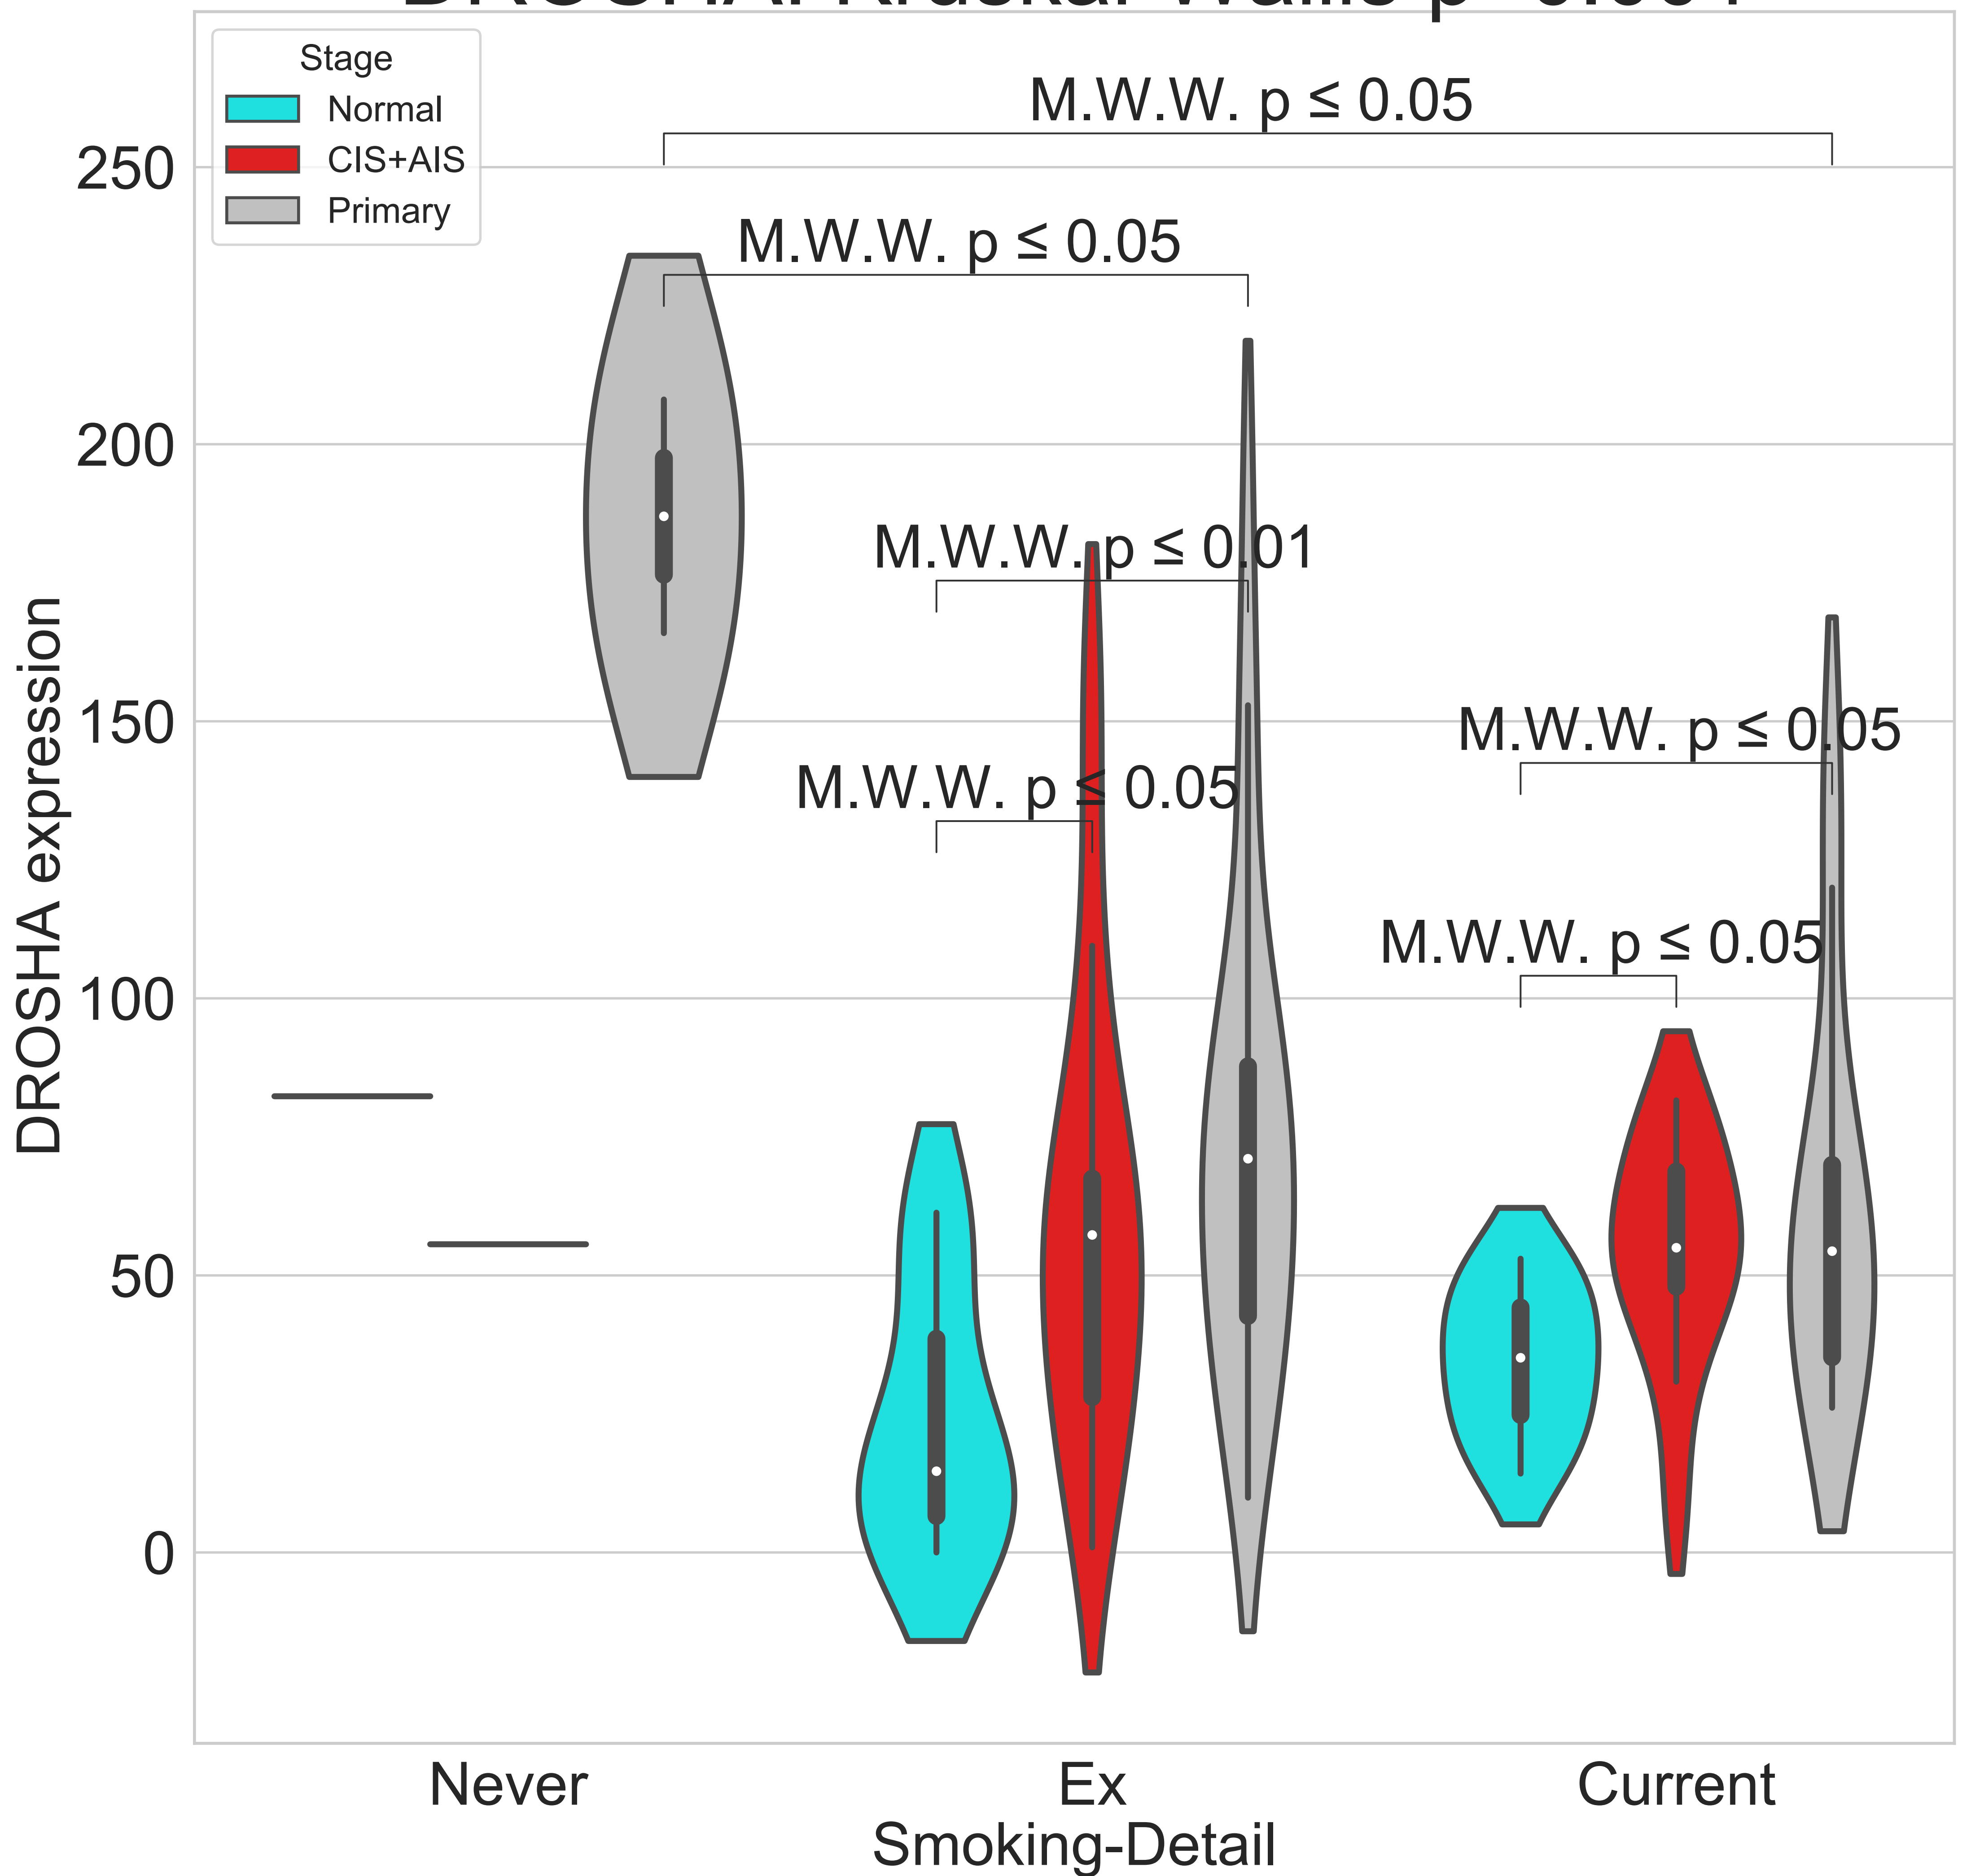 Stage
Normal
CIS+AIS
Primary
M.W.W. p ≤ 0.05
M.W.W. p ≤ 0.05
M.W.W. p ≤ 0.01
M.W.W. p ≤ 0.05
M.W.W. p ≤ 0.05
M.W.W. p ≤ 0.05
250
200
150
100
50
0
DROSHA expression
Never
Ex
Current
Smoking-Detail